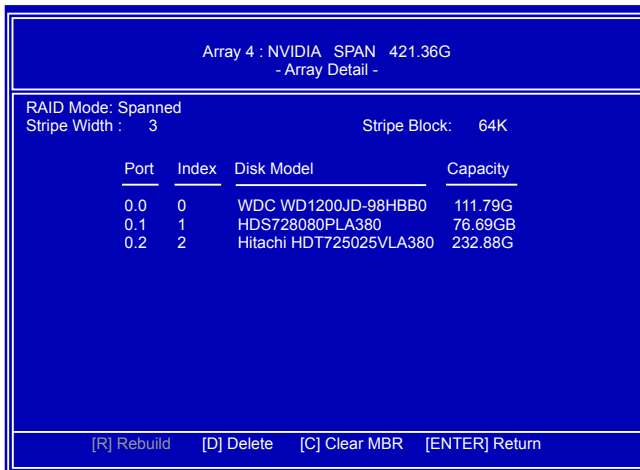 Array 4 : NVIDIA SPAN 421.36G
- Array Detail -
RAID Mode: Spanned
Stripe Width : 3 Stripe Block: 64K
Port Index Disk Model Capacity
0.0 0 WDC WD1200JD-98HBB0 111.79G
0.1 1 HDS728080PLA380 76.69GB
0.2 2 Hitachi HDT725025VLA380 232.88G
[R] Rebuild [D] Delete [C] Clear MBR [ENTER] Return